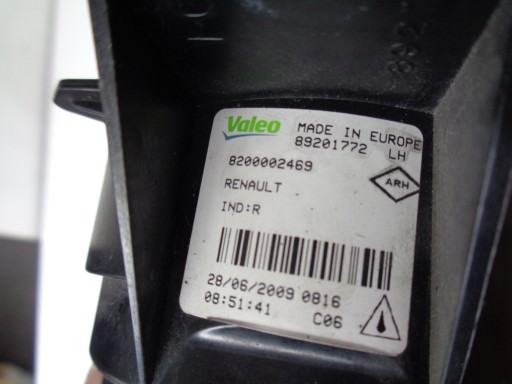 Valeo MADE IN EUROPE
89201772 LH
8200002469
RENAULT
ARH
IND:R
28/06/2009 0816
08:51:41 C06